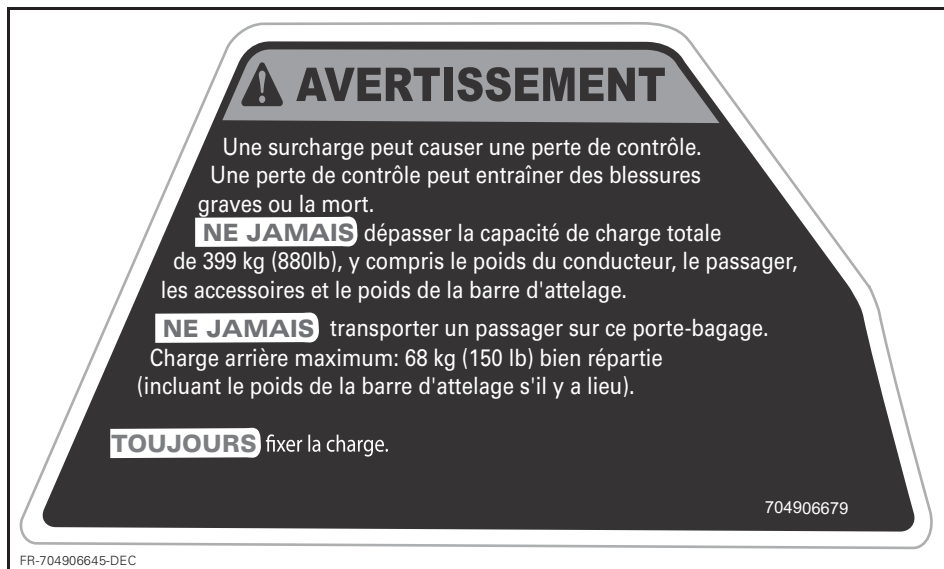 AVERTISSEMENT
Une surcharge peut causer une perte de contrôle.
Une perte de contrôle peut entraîner des blessures
graves ou la mort.
NE JAMAIS dépasser la capacité de charge totale
de 399 kg (880lb), y compris le poids du conducteur, le passager,
les accessoires et le poids de la barre d'attelage.
NE JAMAIS transporter un passager sur ce porte-bagage.
Charge arrière maximum: 68 kg (150 lb) bien répartie
(incluant le poids de la barre d'attelage s'il y a lieu).
TOUJOURS fixer la charge.
704906679
FR-704906645-DEC